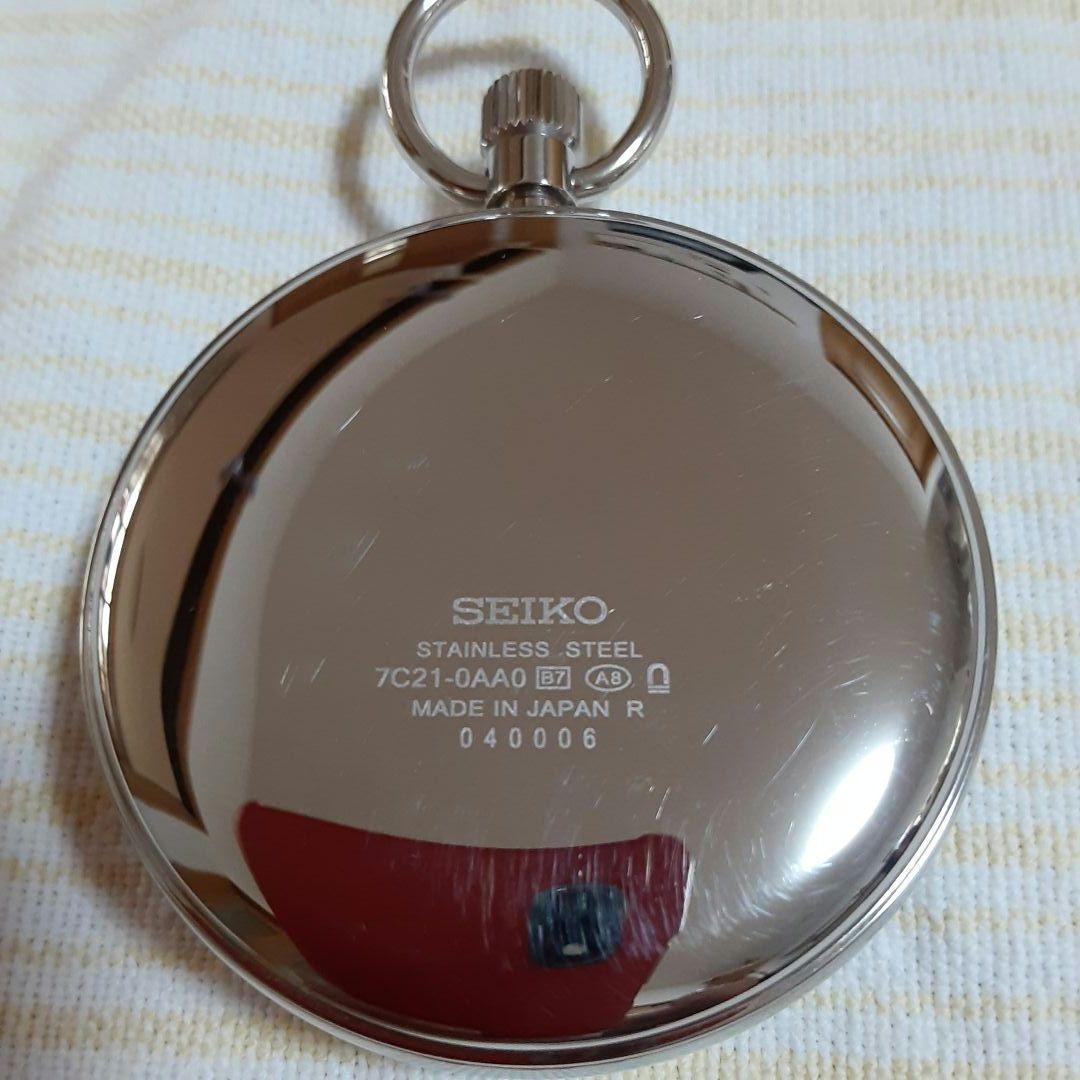 SEIKO
STAINLESS STEEL
7C21-0AA0 B7 A8
MADE IN JAPAN R
040006